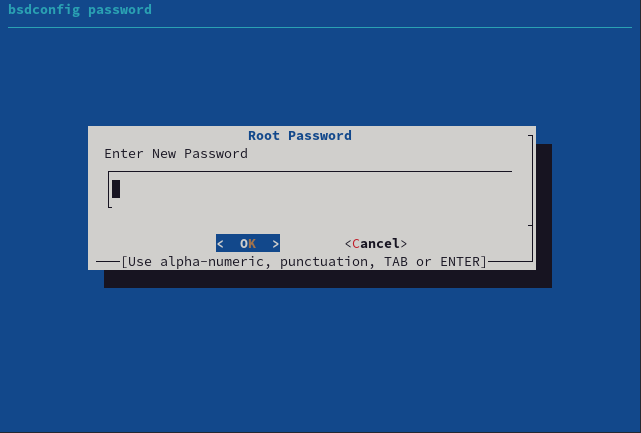 bsdconfig password
Root Password
Enter New Password
< OK > <Cancel>
[Use alpha-numeric, punctuation, TAB or ENTER]